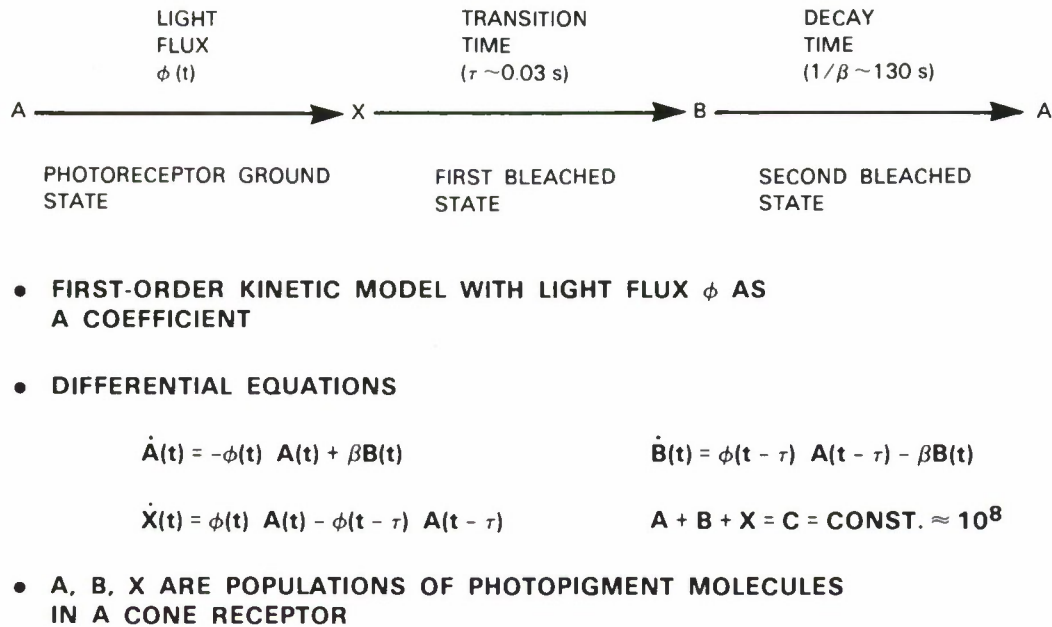 LIGHT
FLUX
ϕ (t)
TRANSITION
TIME
(τ ~0.03 s)
DECAY
TIME
(1/β ~130 s)
A
X
B
A
PHOTORECEPTOR GROUND
STATE
FIRST BLEACHED
STATE
SECOND BLEACHED
STATE
• FIRST-ORDER KINETIC MODEL WITH LIGHT FLUX ϕ AS
A COEFFICIENT
• DIFFERENTIAL EQUATIONS
Ȧ(t) = -ϕ(t) A(t) + βB(t)
Ḃ(t) = ϕ(t - τ) A(t - τ) - βB(t)
Ẋ(t) = ϕ(t) A(t) - ϕ(t - τ) A(t - τ)
A + B + X = C = CONST. ≈ 10⁸
• A, B, X ARE POPULATIONS OF PHOTOPIGMENT MOLECULES
IN A CONE RECEPTOR